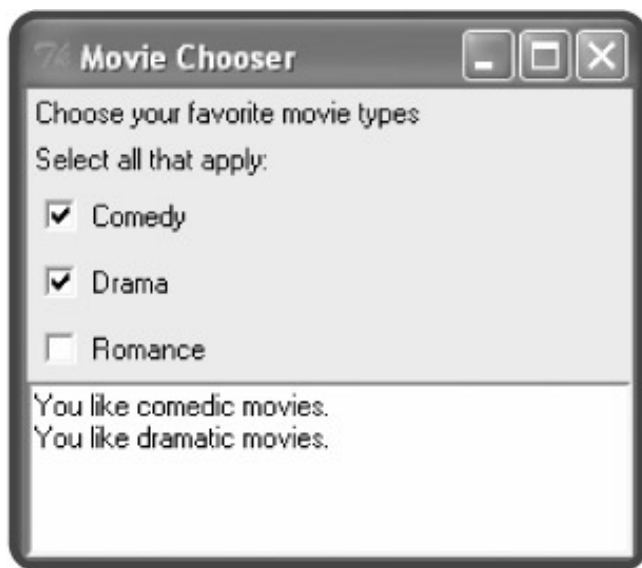 Movie Chooser
Choose your favorite movie types
Select all that apply:
Comedy
Drama
Romance
You like comedic movies.
You like dramatic movies.